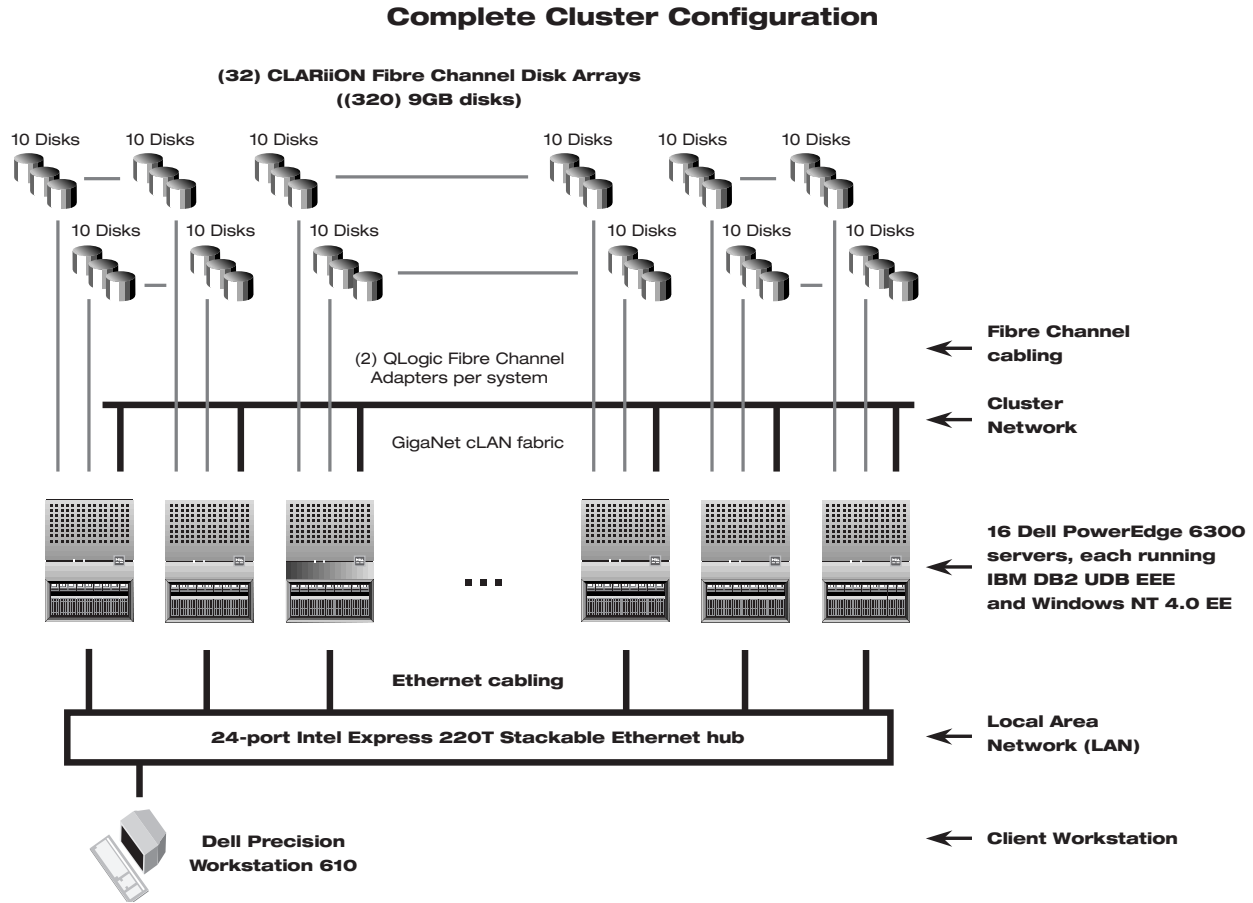 Complete Cluster Configuration
(32) CLARiiON Fibre Channel Disk Arrays
((320) 9GB disks)
10 Disks
10 Disks
10 Disks
10 Disks
10 Disks
10 Disks
10 Disks
10 Disks
10 Disks
10 Disks
10 Disks
10 Disks
Fibre Channel
cabling
(2) QLogic Fibre Channel
Adapters per system
Cluster
Network
GigaNet cLAN fabric
16 Dell PowerEdge 6300
servers, each running
IBM DB2 UDB EEE
and Windows NT 4.0 EE
...
Ethernet cabling
24-port Intel Express 220T Stackable Ethernet hub
Local Area
Network (LAN)
Dell Precision
Workstation 610
Client Workstation